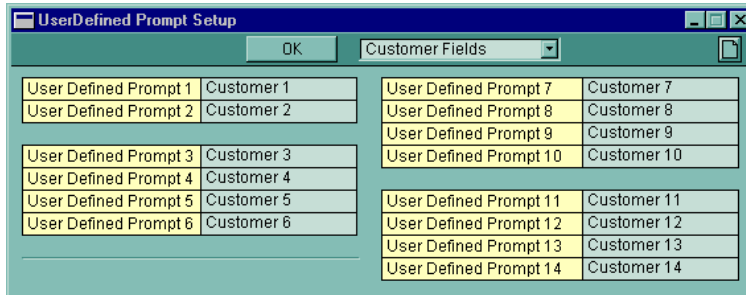 UserDefined Prompt Setup
OK Customer Fields
User Defined Prompt 1 Customer 1
User Defined Prompt 2 Customer 2
User Defined Prompt 3 Customer 3
User Defined Prompt 4 Customer 4
User Defined Prompt 5 Customer 5
User Defined Prompt 6 Customer 6
User Defined Prompt 7 Customer 7
User Defined Prompt 8 Customer 8
User Defined Prompt 9 Customer 9
User Defined Prompt 10 Customer 10
User Defined Prompt 11 Customer 11
User Defined Prompt 12 Customer 12
User Defined Prompt 13 Customer 13
User Defined Prompt 14 Customer 14